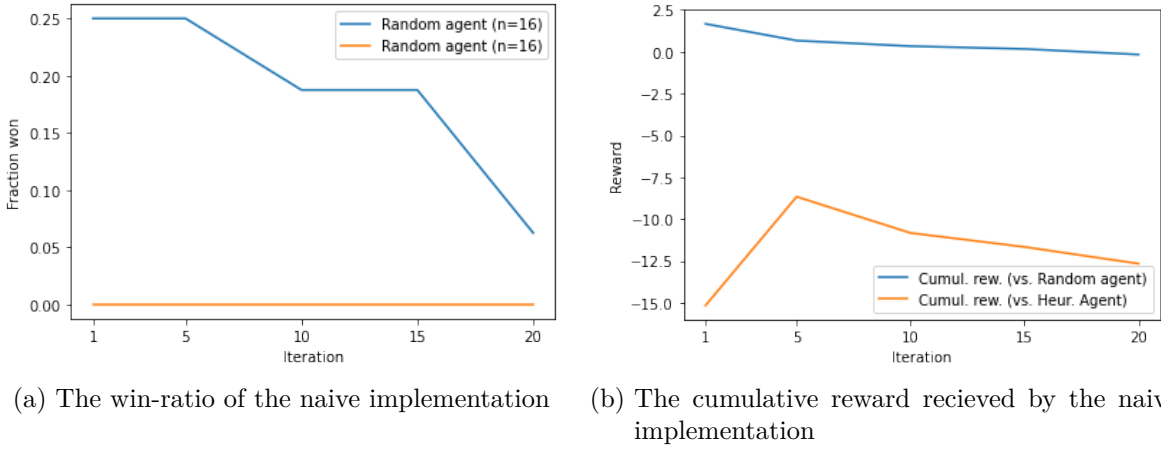 0.25
0.20
0.15
0.10
0.05
0.00
Fraction won
Random agent (n=16)
Random agent (n=16)
1 5 10 15 20
Iteration
2.5
0.0
−2.5
−5.0
−7.5
−10.0
−12.5
−15.0
Reward
Cumul. rew. (vs. Random agent)
Cumul. rew. (vs. Heur. Agent)
1 5 10 15 20
Iteration
(a) The win-ratio of the naive implementation
(b) The cumulative reward recieved by the naiv
implementation